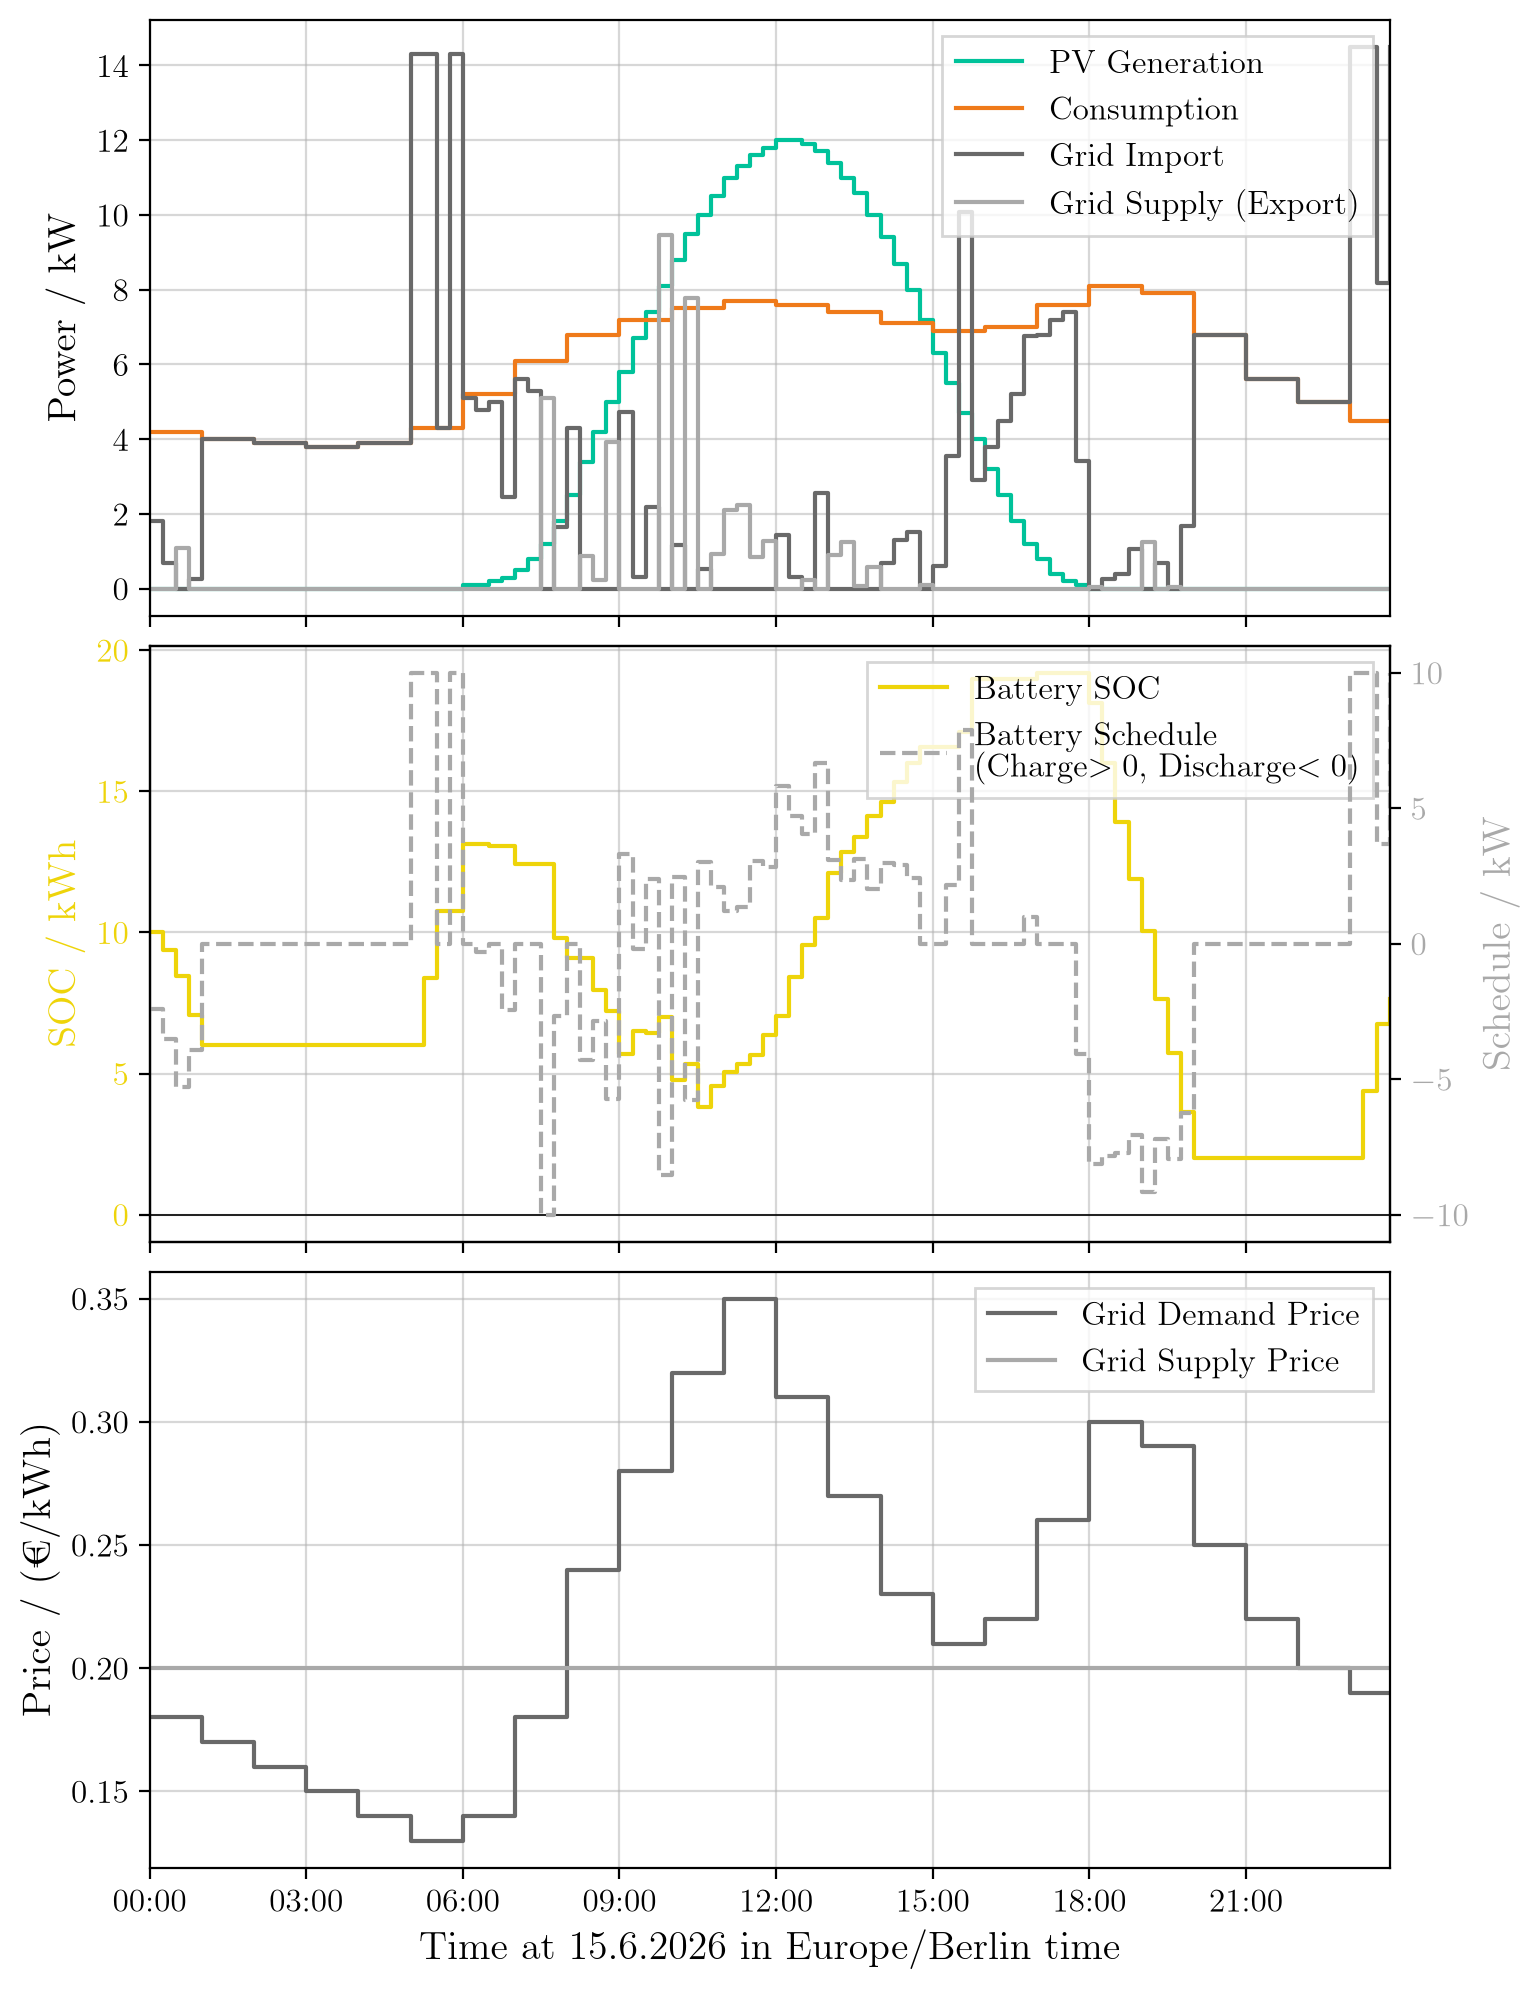 14
12
10
8
6
4
2
0
Power / kW
PV Generation
Consumption
Grid Import
Grid Supply (Export)
20
15
10
5
0
SOC / kWh
Battery SOC
Battery Schedule
(Charge> 0, Discharge< 0)
10
5
0
−5
−10
Schedule / kW
0.35
0.30
0.25
0.20
0.15
Price / (€/kWh)
Grid Demand Price
Grid Supply Price
00:00 03:00 06:00 09:00 12:00 15:00 18:00 21:00
Time at 15.6.2026 in Europe/Berlin time